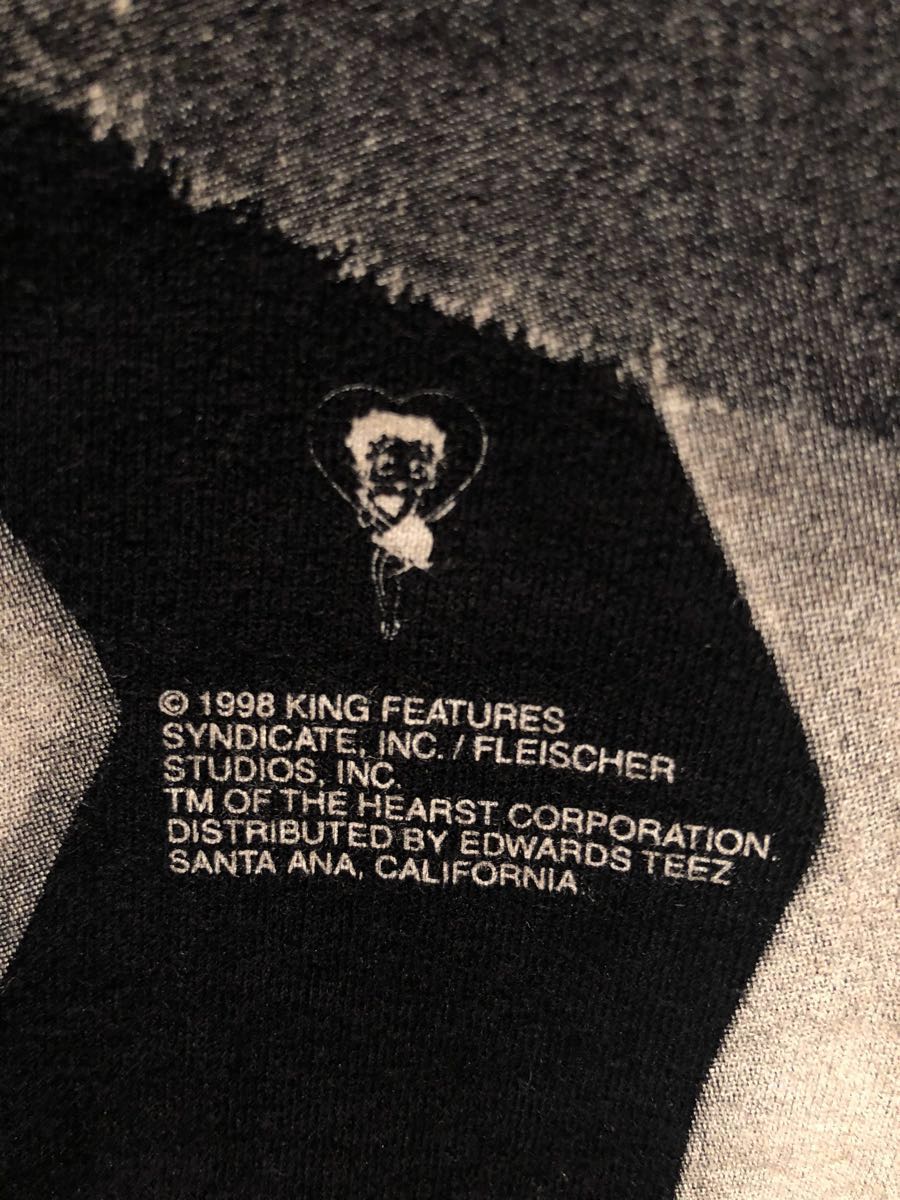 © 1998 KING FEATURES
SYNDICATE, INC. / FLEISCHER
STUDIOS, INC.
TM OF THE HEARST CORPORATION.
DISTRIBUTED BY EDWARDS TEEZ
SANTA ANA, CALIFORNIA